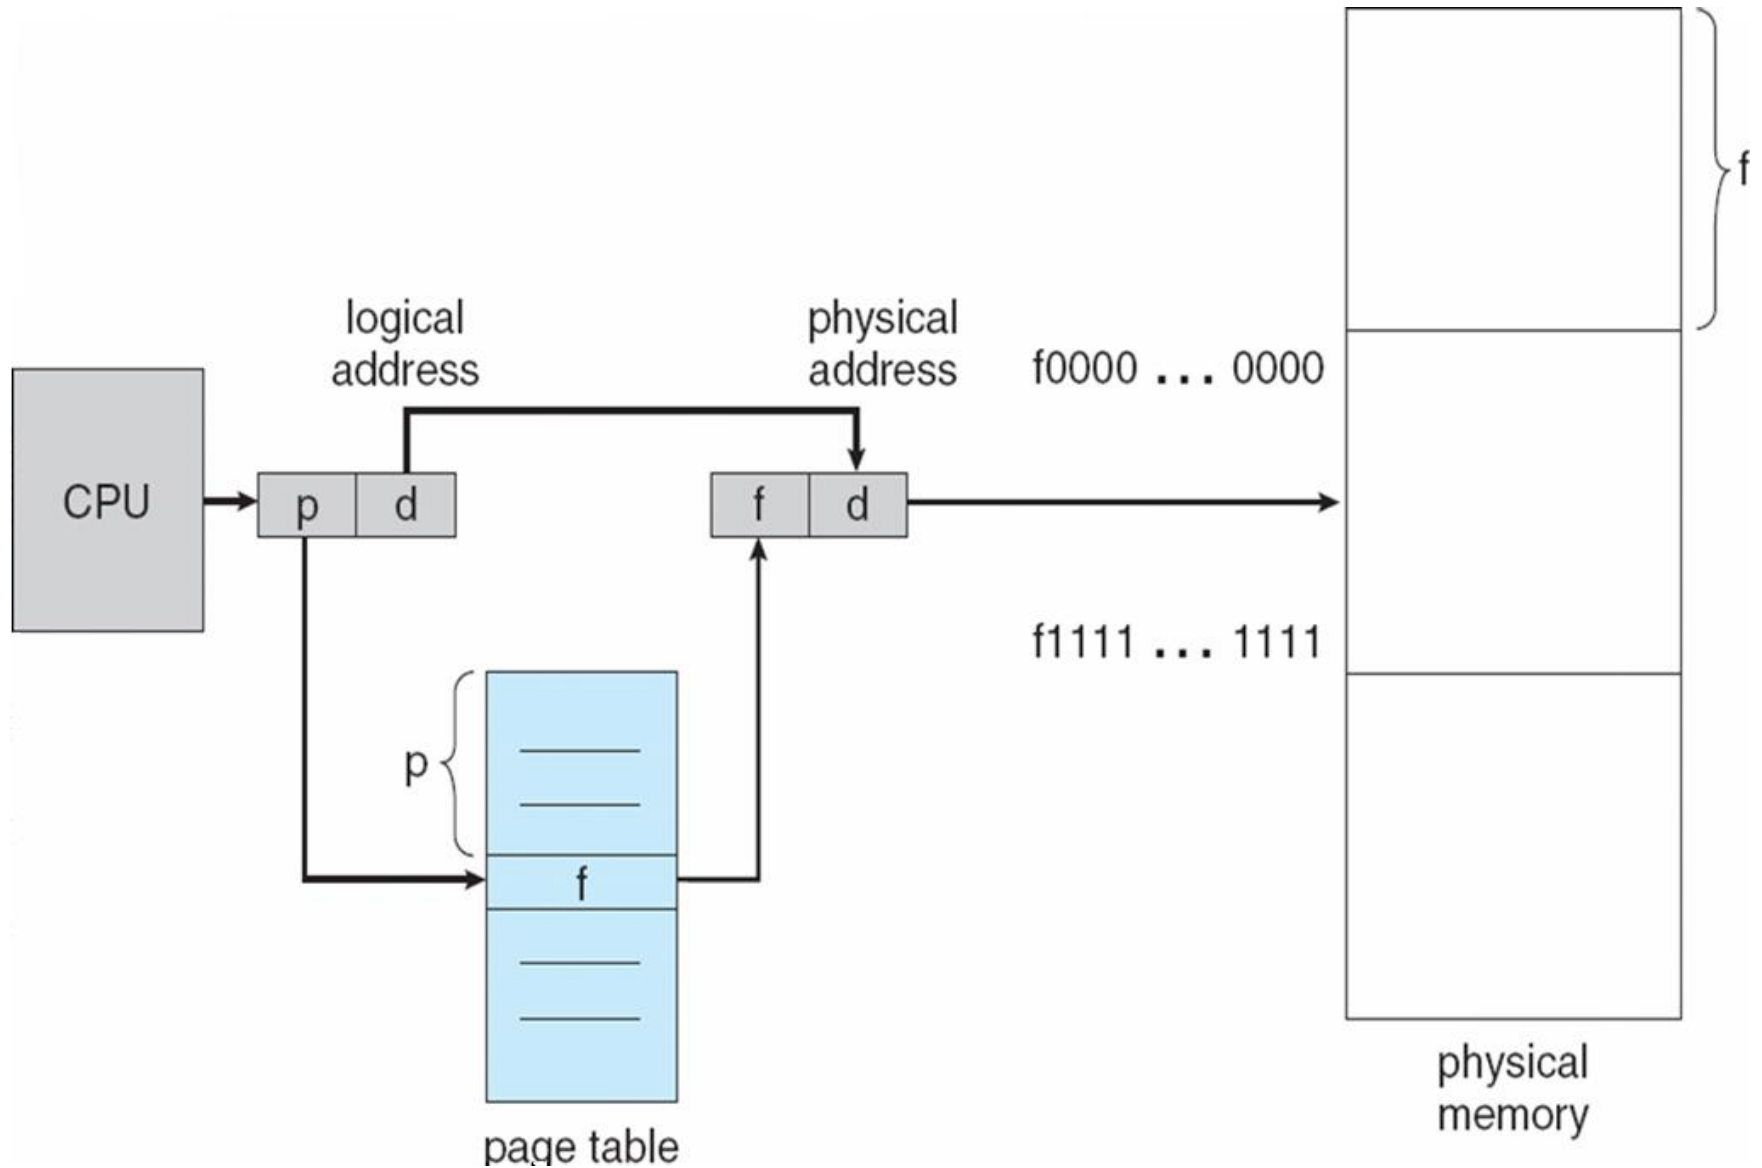 f
logical
address
physical
address
f0000 ... 0000
CPU
p
d
f
d
f1111 ... 1111
p
f
physical
memory
page table